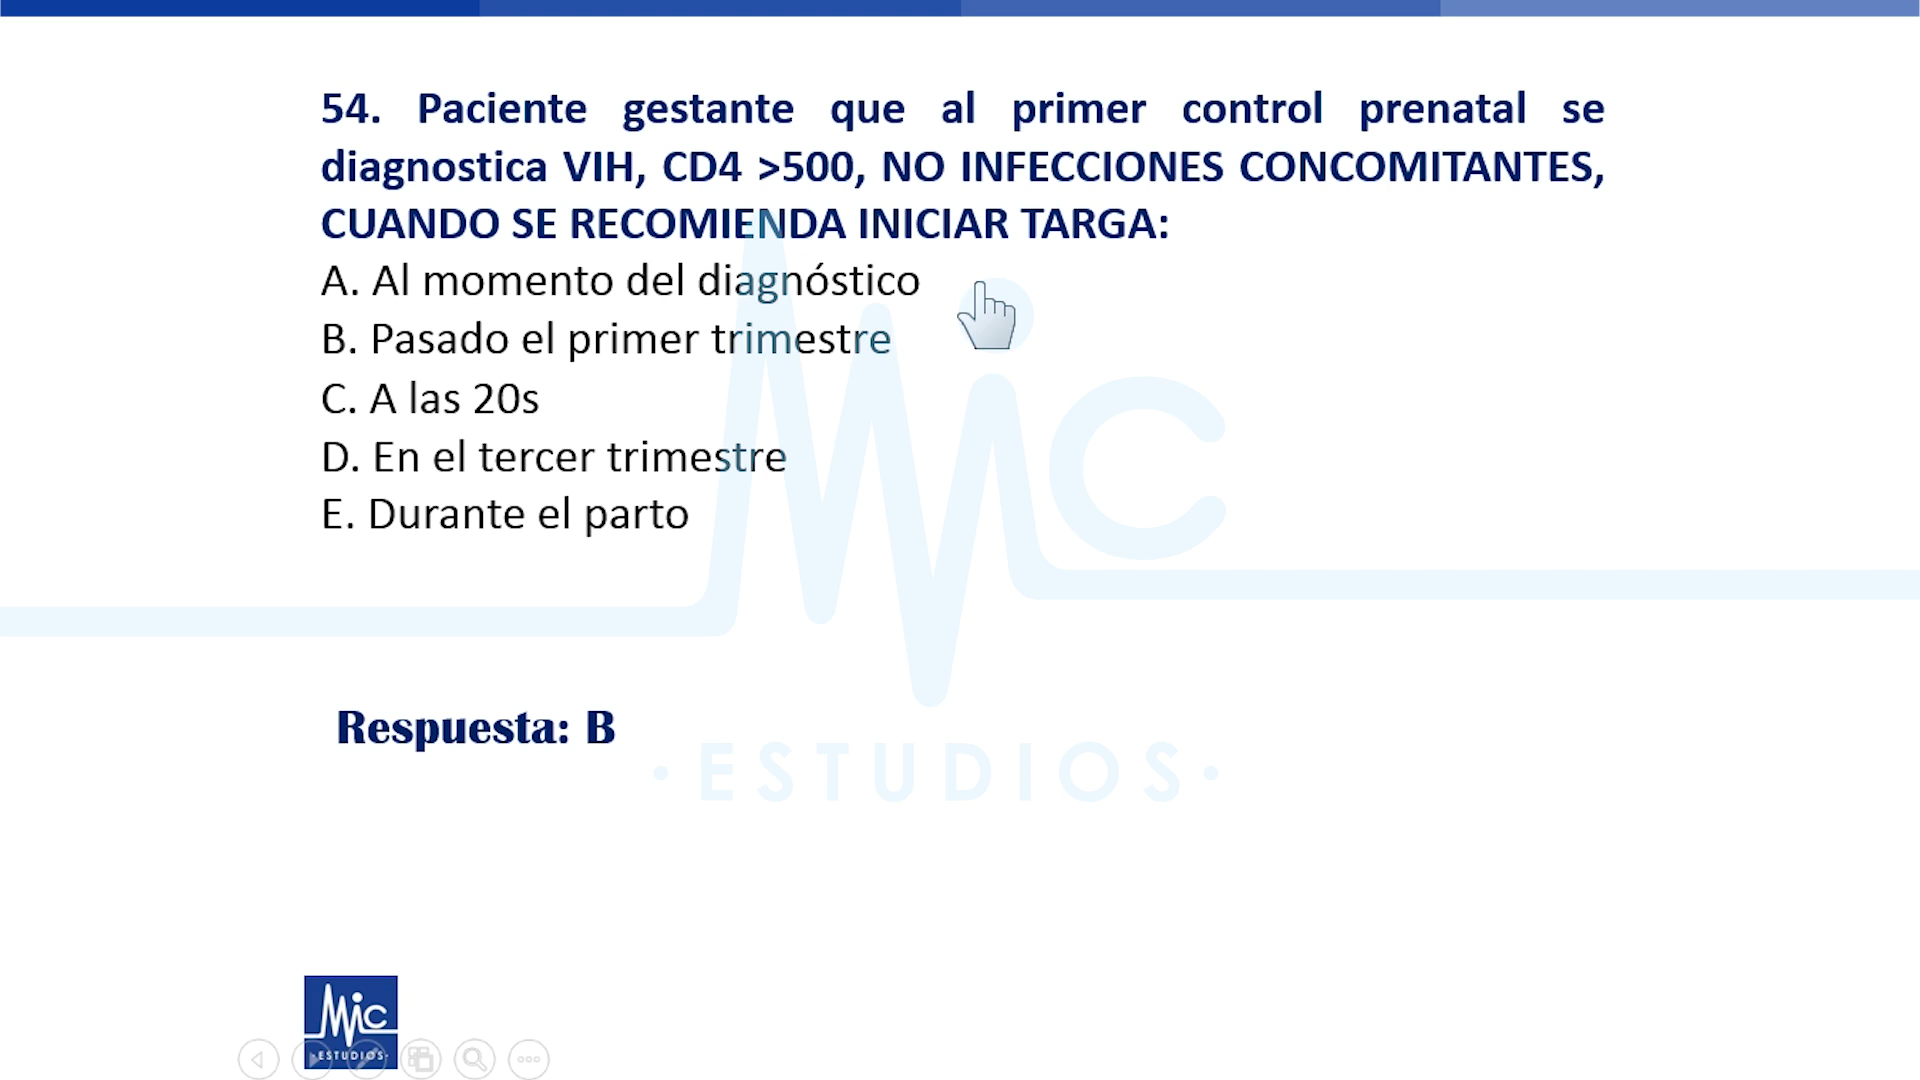 54. Paciente gestante que al primer control prenatal se
diagnostica VIH, CD4 >500, NO INFECCIONES CONCOMITANTES,
CUANDO SE RECOMIENDA INICIAR TARGA:
A. Al momento del diagnóstico
B. Pasado el primer trimestre
C. A las 20s
D. En el tercer trimestre
E. Durante el parto
Mic
Respuesta: B
·ESTUDIOS·
Mic
·ESTUDIOS·